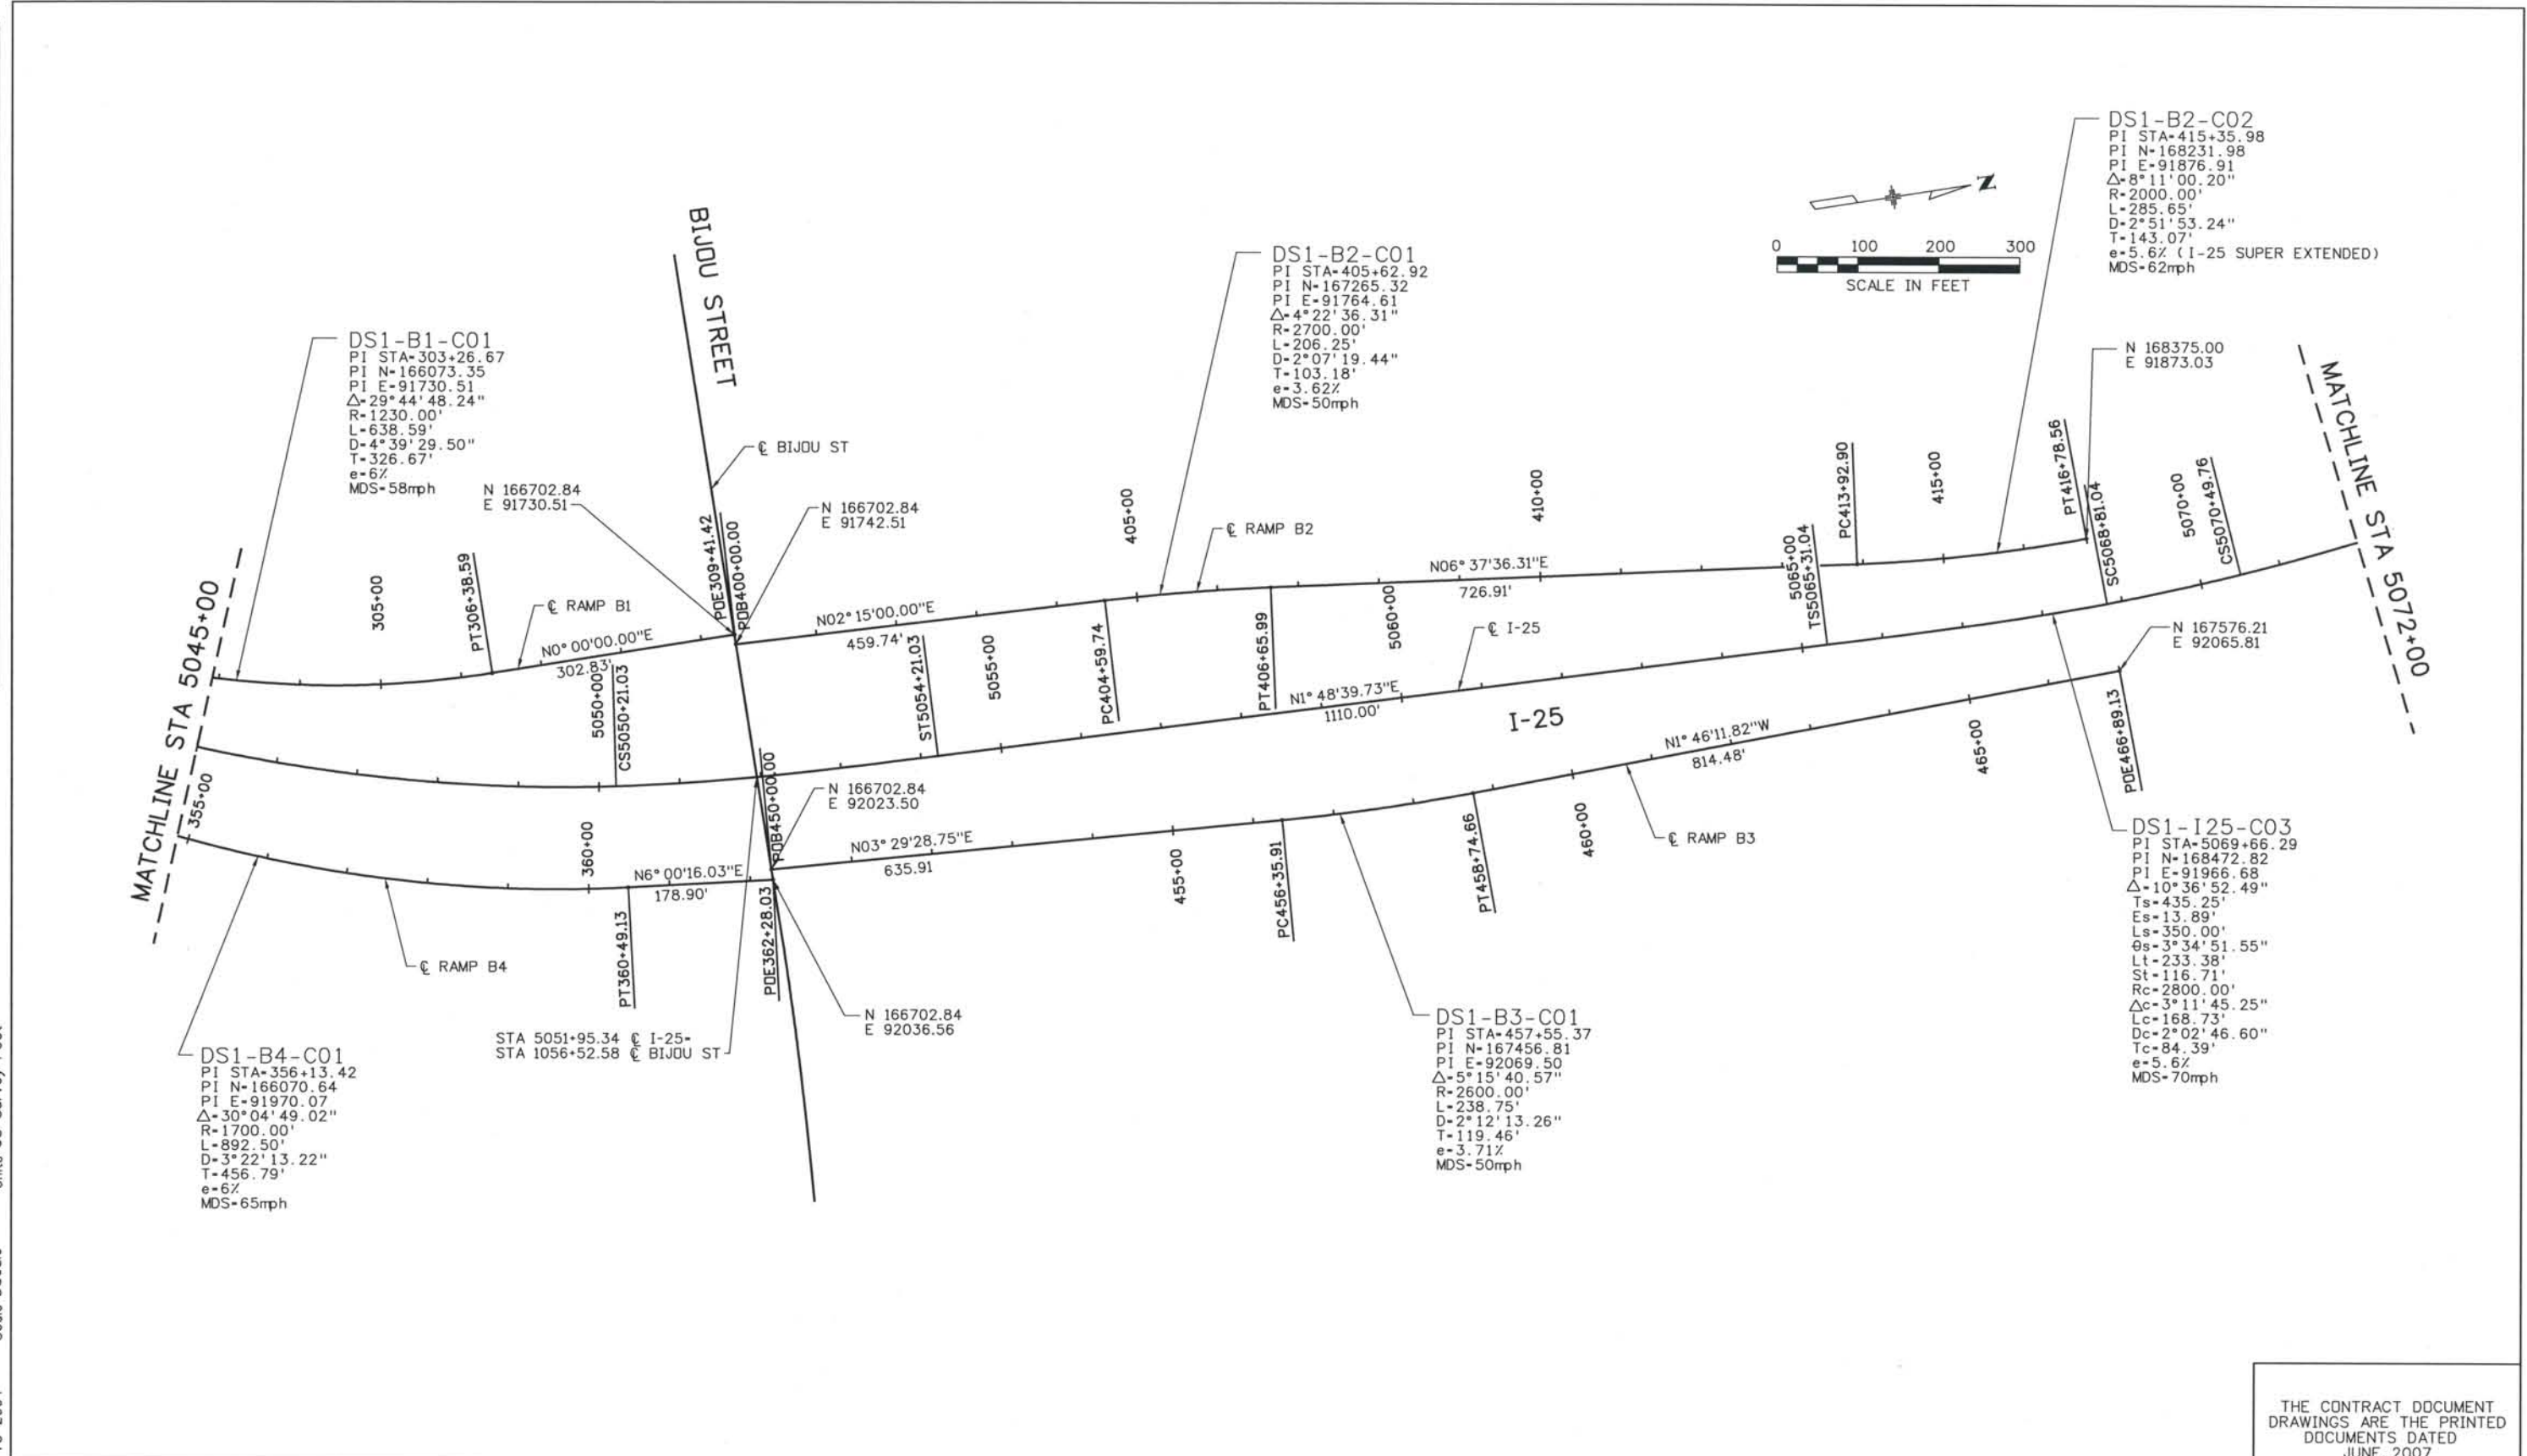 DS1-B2-C02
PI STA=415+35.98
PI N=168231.98
PI E=91876.91
Δ=8°11'00.20"
R=2000.00'
L=285.65'
D=2°51'53.24"
T=143.07'
e=5.6% (I-25 SUPER EXTENDED)
MDS=62mph
N
0 100 200 300
SCALE IN FEET
BIJOU STREET
DS1-B2-C01
PI STA=405+62.92
PI N=167265.32
PI E=91764.61
Δ=4°22'36.31"
R=2700.00'
L=206.25'
D=2°07'19.44"
T=103.18'
e=3.62%
MDS=50mph
DS1-B1-C01
PI STA=303+26.67
PI N=166073.35
PI E=91730.51
Δ=29°44'48.24"
R=1230.00'
L=638.59'
D=4°39'29.50"
T=326.67'
e=6%
MDS=58mph
N 168375.00
E 91873.03
MATCHLINE STA 5072+00
℄ BIJOU ST
N 166702.84
E 91730.51
N 166702.84
E 91742.51
POE309+41.42
POB400+00.00
405+00
℄ RAMP B2
410+00
PC413+92.90
415+00
PT416+78.56
SC5068+81.04
5070+00
CS5070+49.76
MATCHLINE STA 5045+00
305+00
PT306+38.59
℄ RAMP B1
N0°00'00.00"E
302.83'
N02°15'00.00"E
459.74'
N06°37'36.31"E
726.91'
5065+00
TS5065+31.04
5050+00
CS5050+21.03
ST5054+21.03
5055+00
PC404+59.74
PT406+65.99
5060+00
℄ I-25
N1°48'39.73"E
1110.00'
I-25
N 167576.21
E 92065.81
N1°46'11.82"W
814.48'
465+00
POE466+89.13
355+00
360+00
POB450+00.00
N 166702.84
E 92023.50
N03°29'28.75"E
635.91
N6°00'16.03"E
178.90'
455+00
PC456+35.91
PT458+74.66
460+00
℄ RAMP B3
℄ RAMP B4
PT360+49.13
POE362+28.03
N 166702.84
E 92036.56
STA 5051+95.34 ℄ I-25=
STA 1056+52.58 ℄ BIJOU ST
DS1-I25-C03
PI STA=5069+66.29
PI N=168472.82
PI E=91966.68
Δ=10°36'52.49"
Ts=435.25'
Es=13.89'
Ls=350.00'
θs=3°34'51.55"
Lt=233.38'
St=116.71'
Rc=2800.00'
Δc=3°11'45.25"
Lc=168.73'
Dc=2°02'46.60"
Tc=84.39'
e=5.6%
MDS=70mph
DS1-B4-C01
PI STA=356+13.42
PI N=166070.64
PI E=91970.07
Δ=30°04'49.02"
R=1700.00'
L=892.50'
D=3°22'13.22"
T=456.79'
e=6%
MDS=65mph
DS1-B3-C01
PI STA=457+55.37
PI N=167456.81
PI E=92069.50
Δ=5°15'40.57"
R=2600.00'
L=238.75'
D=2°12'13.26"
T=119.46'
e=3.71%
MDS=50mph
THE CONTRACT DOCUMENT
DRAWINGS ARE THE PRINTED
DOCUMENTS DATED
JUNE 2007